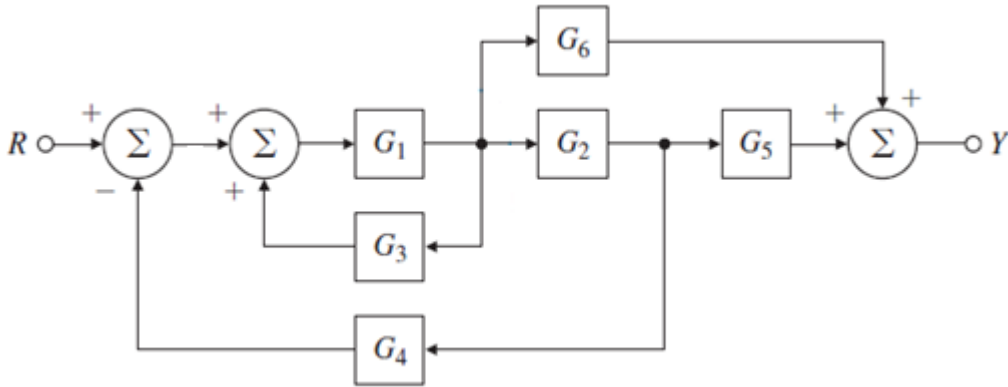 G₆
+
+ + + +
R Σ Σ G₁ G₂ G₅ Σ Y
− +
G₃
G₄